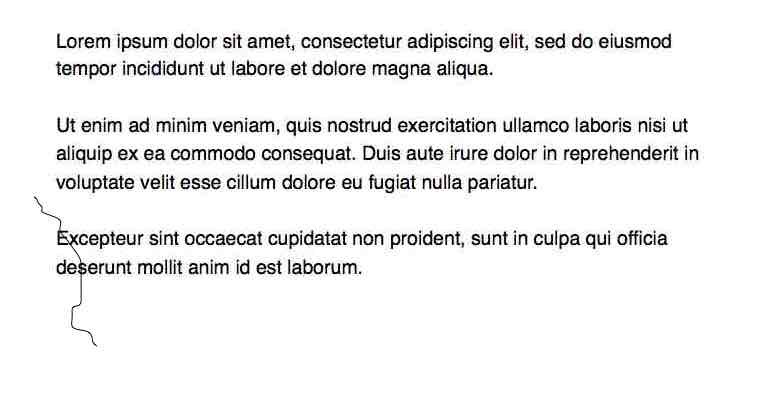 Lorem ipsum dolor sit amet, consectetur adipiscing elit, sed do eiusmod
tempor incididunt ut labore et dolore magna aliqua.
Ut enim ad minim veniam, quis nostrud exercitation ullamco laboris nisi ut
aliquip ex ea commodo consequat. Duis aute irure dolor in reprehenderit in
voluptate velit esse cillum dolore eu fugiat nulla pariatur.
Excepteur sint occaecat cupidatat non proident, sunt in culpa qui officia
deserunt mollit anim id est laborum.